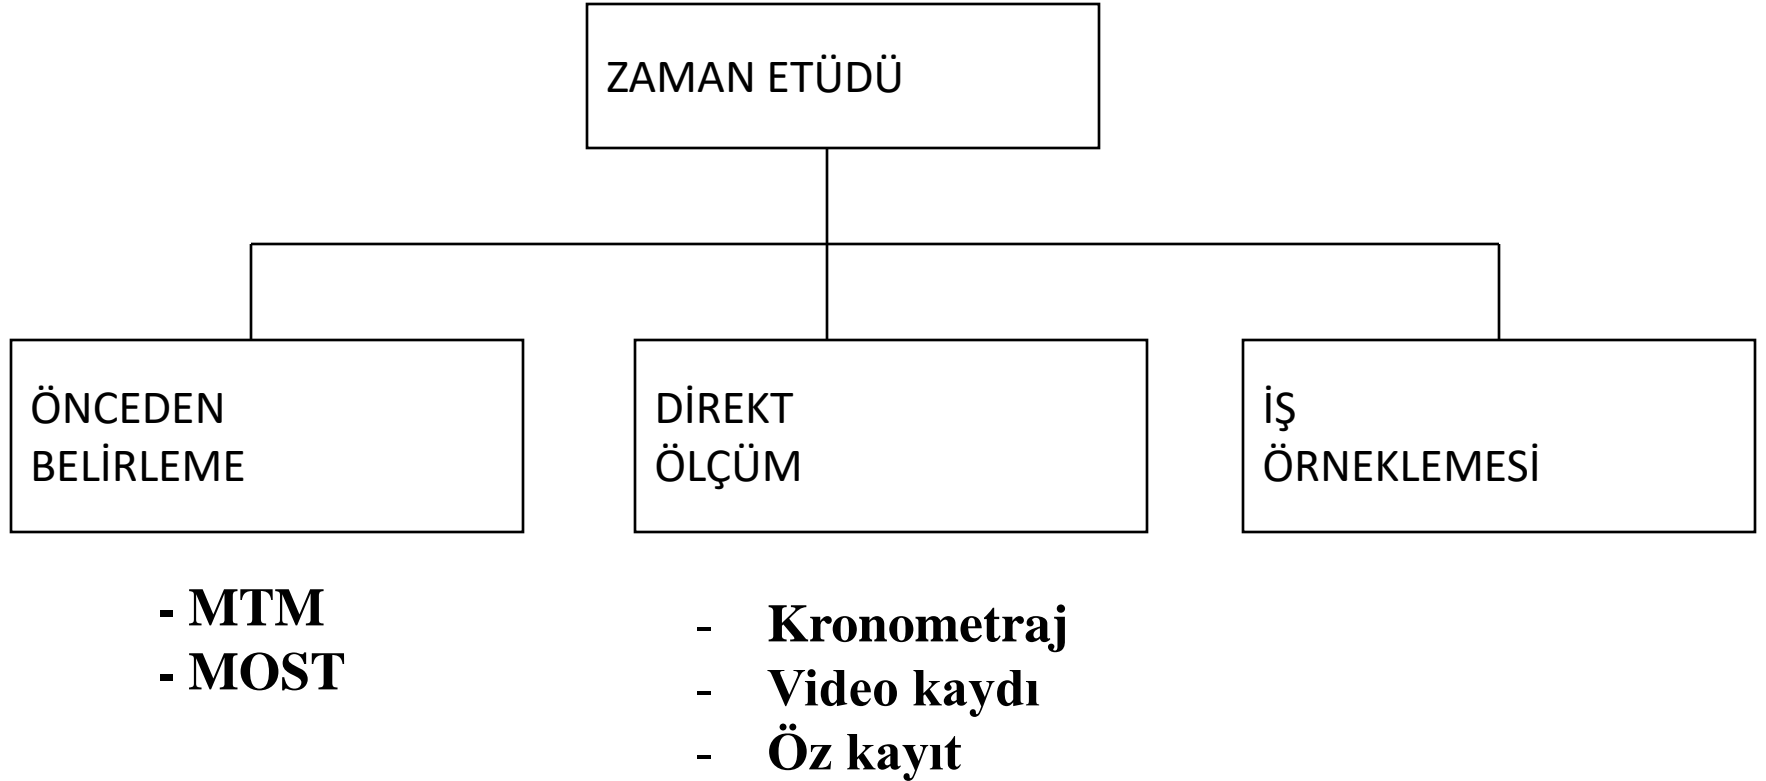 ZAMAN ETÜDÜ
ÖNCEDEN
BELİRLEME
DİREKT
ÖLÇÜM
İŞ
ÖRNEKLEMESİ
- MTM
- MOST
- Kronometraj
- Video kaydı
- Öz kayıt